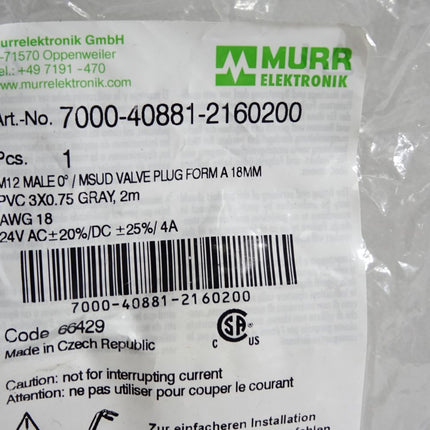 urrelektronik GmbH
-71570 Oppenweiler
el.: +49 7191 -470
www.murrelektronik.com
MURR
ELEKTRONIK
Art.-No. 7000-40881-2160200
Pcs. 1
M12 MALE 0° / MSUD VALVE PLUG FORM A 18MM
PVC 3X0.75 GRAY, 2m
AWG 18
24V AC±20%/DC ±25%/ 4A
7000-40881-2160200
Code 66429
Made in Czech Republic
C US
Caution: not for interrupting current
Attention: ne pas utiliser pour couper le courant
Zur einfacheren Installation